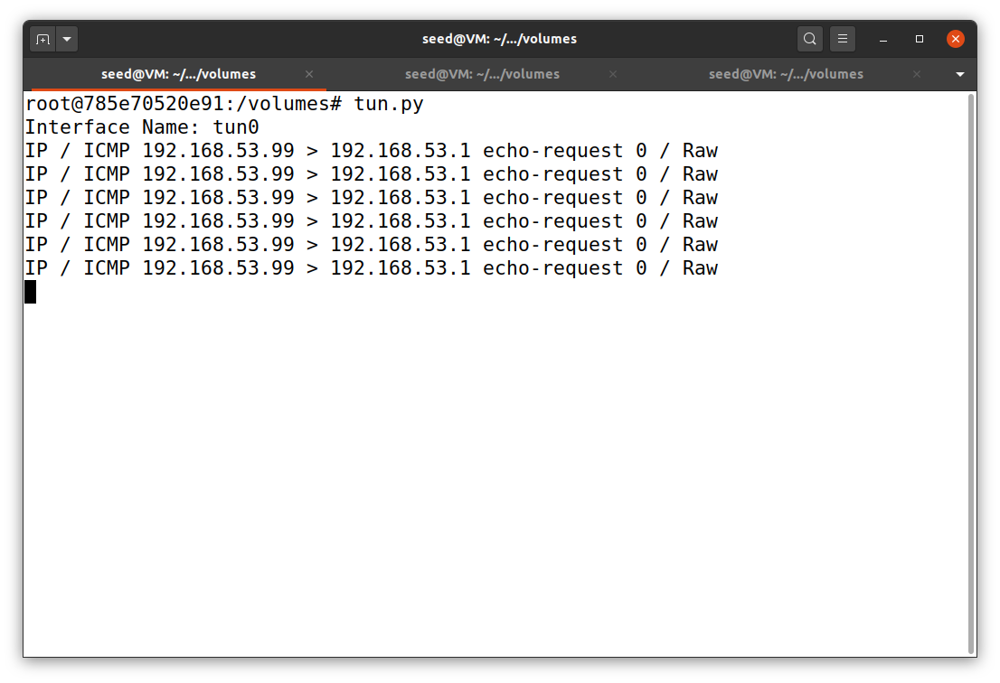 seed@VM: ~/.../volumes
seed@VM: ~/.../volumes seed@VM: ~/.../volumes seed@VM: ~/.../volumes
root@785e70520e91:/volumes# tun.py
Interface Name: tun0
IP / ICMP 192.168.53.99 > 192.168.53.1 echo-request 0 / Raw
IP / ICMP 192.168.53.99 > 192.168.53.1 echo-request 0 / Raw
IP / ICMP 192.168.53.99 > 192.168.53.1 echo-request 0 / Raw
IP / ICMP 192.168.53.99 > 192.168.53.1 echo-request 0 / Raw
IP / ICMP 192.168.53.99 > 192.168.53.1 echo-request 0 / Raw
IP / ICMP 192.168.53.99 > 192.168.53.1 echo-request 0 / Raw